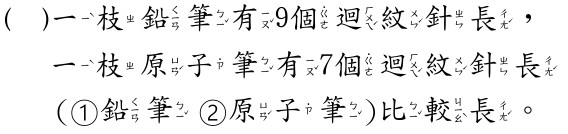 (　)一枝鉛筆有9個迴紋針長，
一枝原子筆有7個迴紋針長
(①鉛筆 ②原子筆)比較長。